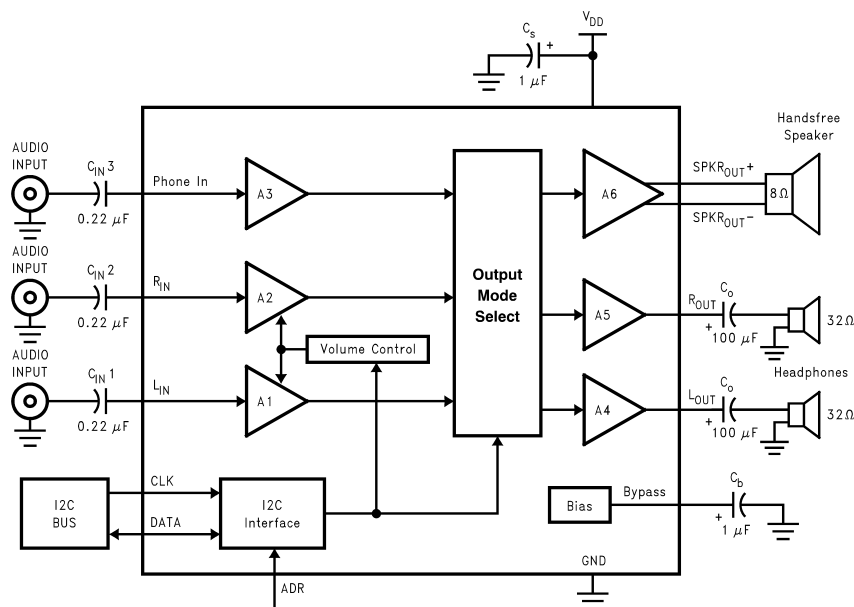 V_DD
C_s
+
1 μF
Handsfree
Speaker
AUDIO
INPUT
C_IN 3
0.22 μF
Phone In
A3
A6
SPKR_OUT+
8Ω
SPKR_OUT-
AUDIO
INPUT
C_IN 2
0.22 μF
R_IN
A2
Output
Mode
Select
A5
R_OUT
C_o
+
100 μF
32Ω
Volume Control
AUDIO
INPUT
C_IN 1
0.22 μF
L_IN
A1
A4
L_OUT
C_o
+
100 μF
Headphones
32Ω
I2C
BUS
CLK
DATA
I2C
Interface
ADR
Bias
Bypass
C_b
+
1 μF
GND